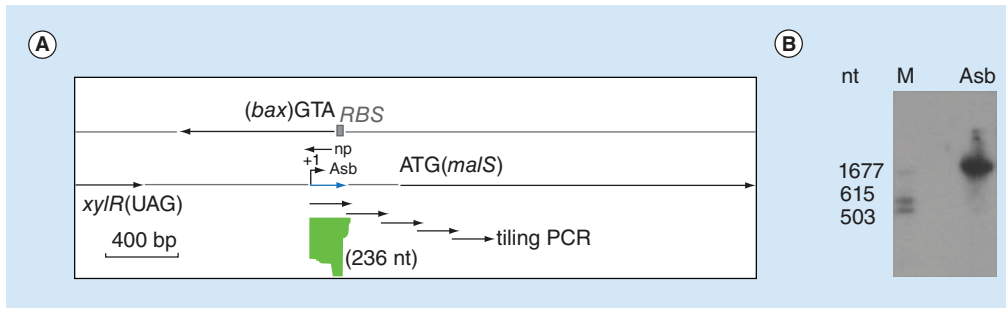 A
(bax)GTA RBS
np
+1
Asb
ATG(malS)
xylR(UAG)
400 bp
tiling PCR
(236 nt)
B
nt M Asb
1677
615
503